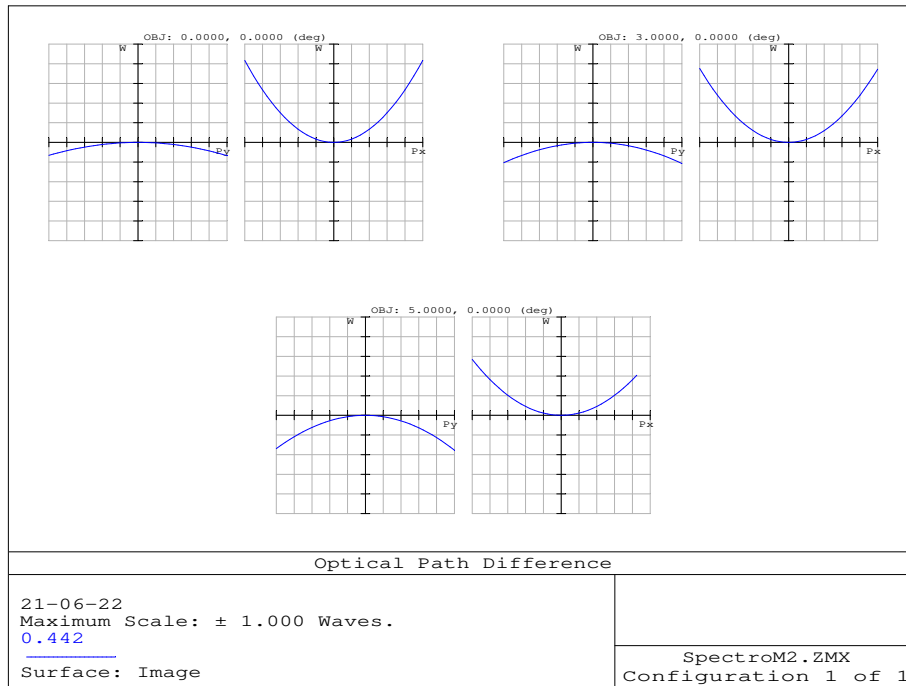 OBJ: 0.0000, 0.0000 (deg)
W
Py
W
Px
OBJ: 3.0000, 0.0000 (deg)
W
Py
W
Px
OBJ: 5.0000, 0.0000 (deg)
W
Py
W
Px
Optical Path Difference
21-06-22
Maximum Scale: ± 1.000 Waves.
0.442
Surface: Image
SpectroM2.ZMX
Configuration 1 of 1